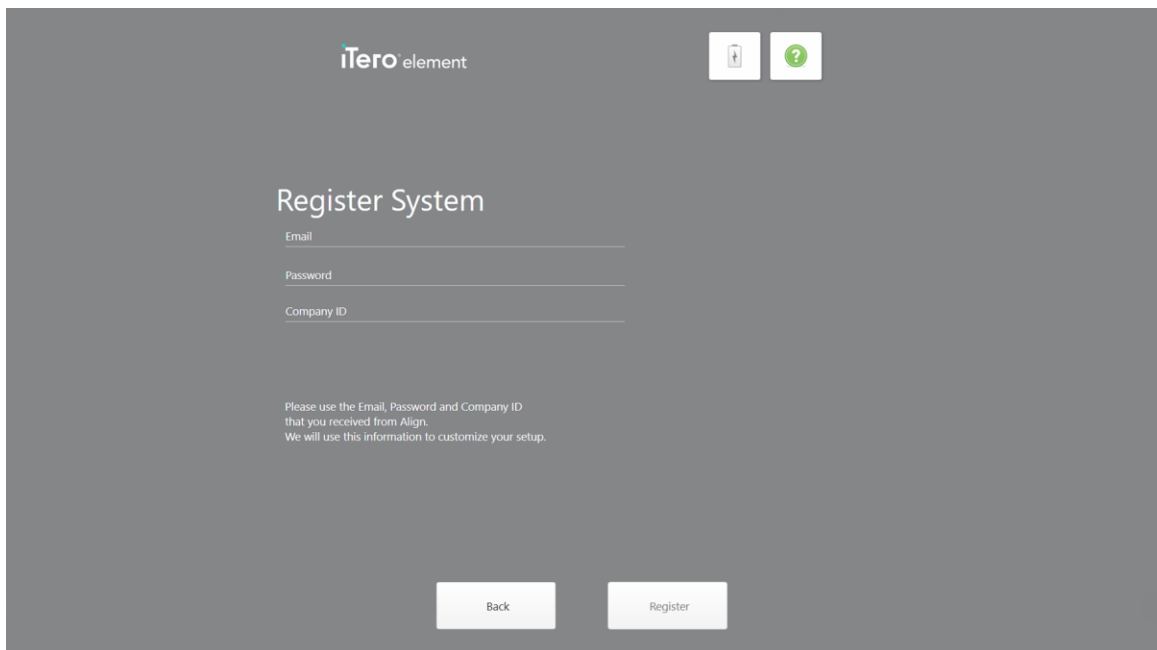 iTero element
?
Register System
Email
Password
Company ID
Please use the Email, Password and Company ID
that you received from Align.
We will use this information to customize your setup.
Back
Register